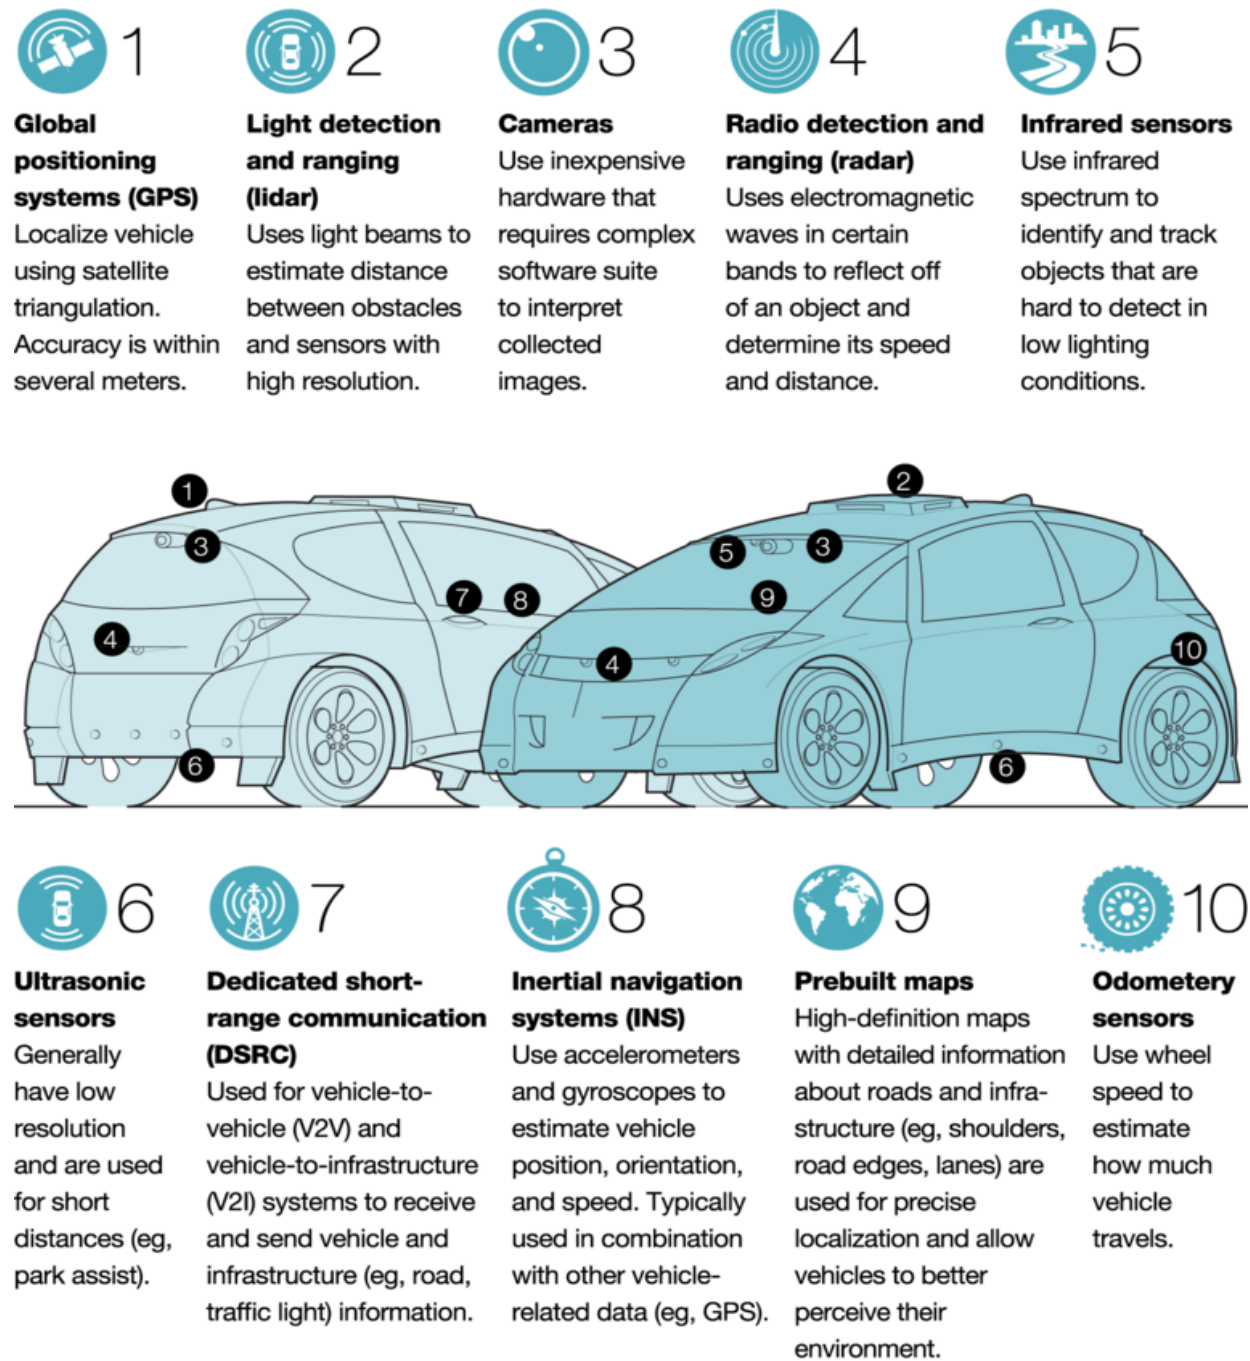 1
Global
positioning
systems (GPS)
Localize vehicle
using satellite
triangulation.
Accuracy is within
several meters.
2
Light detection
and ranging
(lidar)
Uses light beams to
estimate distance
between obstacles
and sensors with
high resolution.
3
Cameras
Use inexpensive
hardware that
requires complex
software suite
to interpret
collected
images.
4
Radio detection and
ranging (radar)
Uses electromagnetic
waves in certain
bands to reflect off
of an object and
determine its speed
and distance.
5
Infrared sensors
Use infrared
spectrum to
identify and track
objects that are
hard to detect in
low lighting
conditions.
1
3
7
8
4
6
2
5
3
9
4
10
6
6
Ultrasonic
sensors
Generally
have low
resolution
and are used
for short
distances (eg,
park assist).
7
Dedicated short-
range communication
(DSRC)
Used for vehicle-to-
vehicle (V2V) and
vehicle-to-infrastructure
(V2I) systems to receive
and send vehicle and
infrastructure (eg, road,
traffic light) information.
8
Inertial navigation
systems (INS)
Use accelerometers
and gyroscopes to
estimate vehicle
position, orientation,
and speed. Typically
used in combination
with other vehicle-
related data (eg, GPS).
9
Prebuilt maps
High-definition maps
with detailed information
about roads and infra-
structure (eg, shoulders,
road edges, lanes) are
used for precise
localization and allow
vehicles to better
perceive their
environment.
10
Odometery
sensors
Use wheel
speed to
estimate
how much
vehicle
travels.